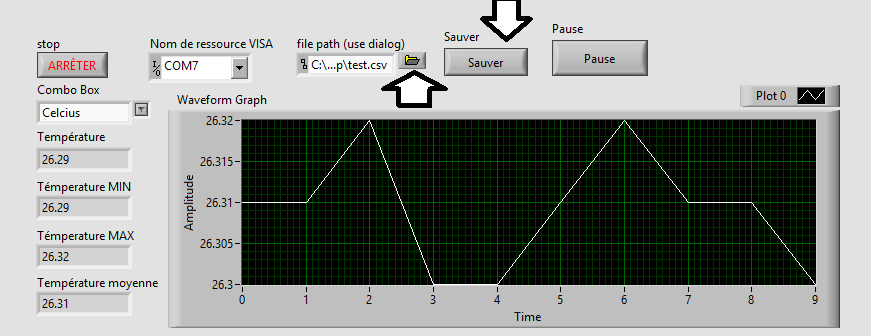 stop
ARRÊTER
Nom de ressource VISA
I/O COM7
file path (use dialog)
C:\...p\test.csv
Sauver
Sauver
Pause
Pause
Combo Box
Celcius
Température
26.29
Témperature MIN
26.29
Témperature MAX
26.32
Température moyenne
26.31
Waveform Graph
Plot 0
Amplitude
26.32
26.315
26.31
26.305
26.3
0 1 2 3 4 5 6 7 8 9
Time